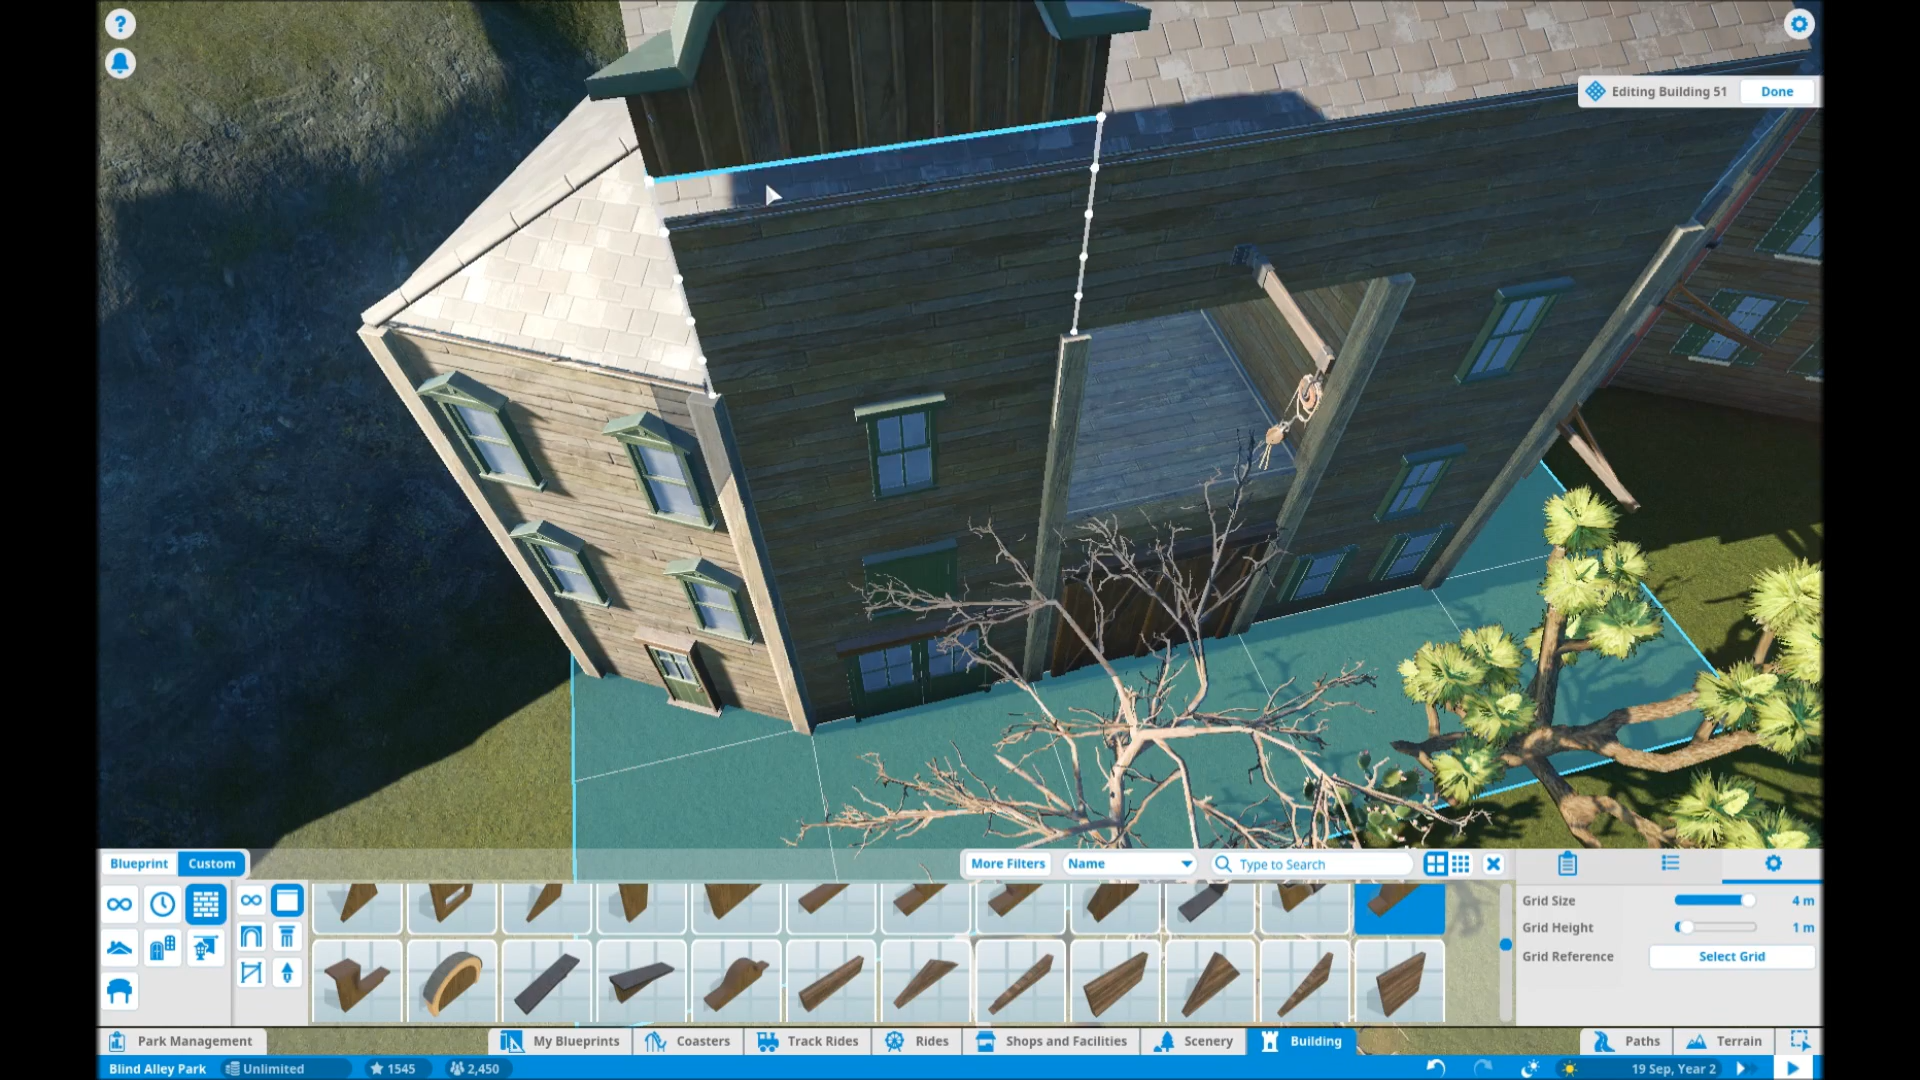 ?
Editing Building 51 Done
Blueprint Custom
More Filters Name Type to Search
Grid Size 4 m
Grid Height 1 m
Grid Reference Select Grid
Park Management My Blueprints Coasters Track Rides Rides Shops and Facilities Scenery Building Paths Terrain
Blind Alley Park Unlimited 1545 2,450 19 Sep, Year 2